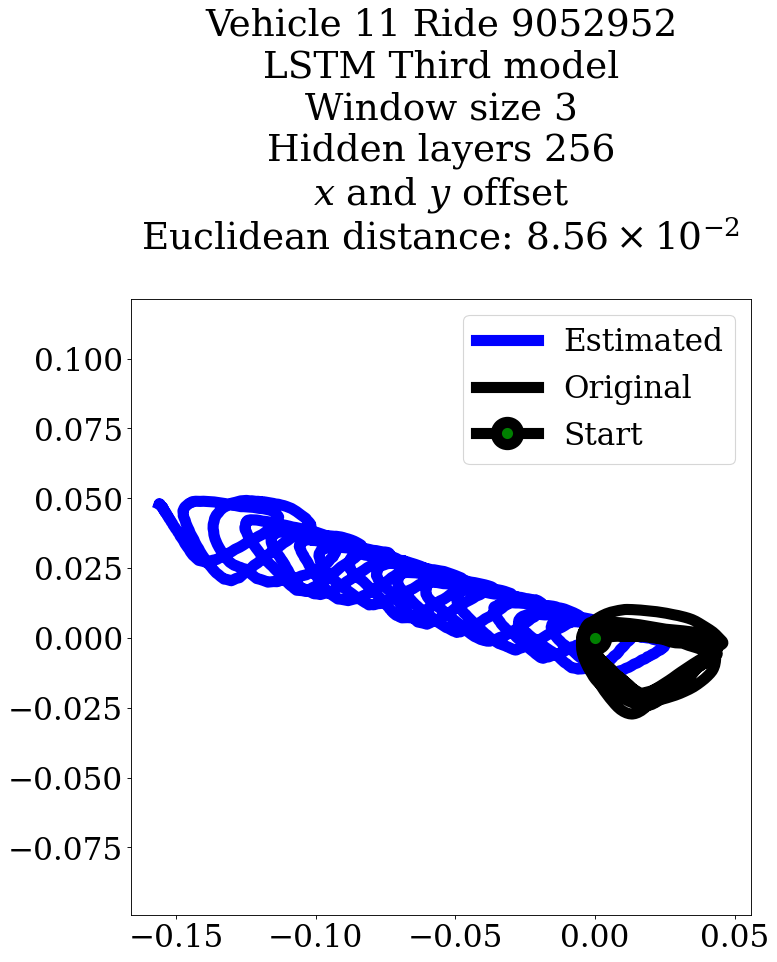 Vehicle 11 Ride 9052952
LSTM Third model
Window size 3
Hidden layers 256
x and y offset
Euclidean distance: 8.56 × 10⁻²
Estimated
Original
Start
0.100
0.075
0.050
0.025
0.000
−0.025
−0.050
−0.075
−0.15 −0.10 −0.05 0.00 0.05